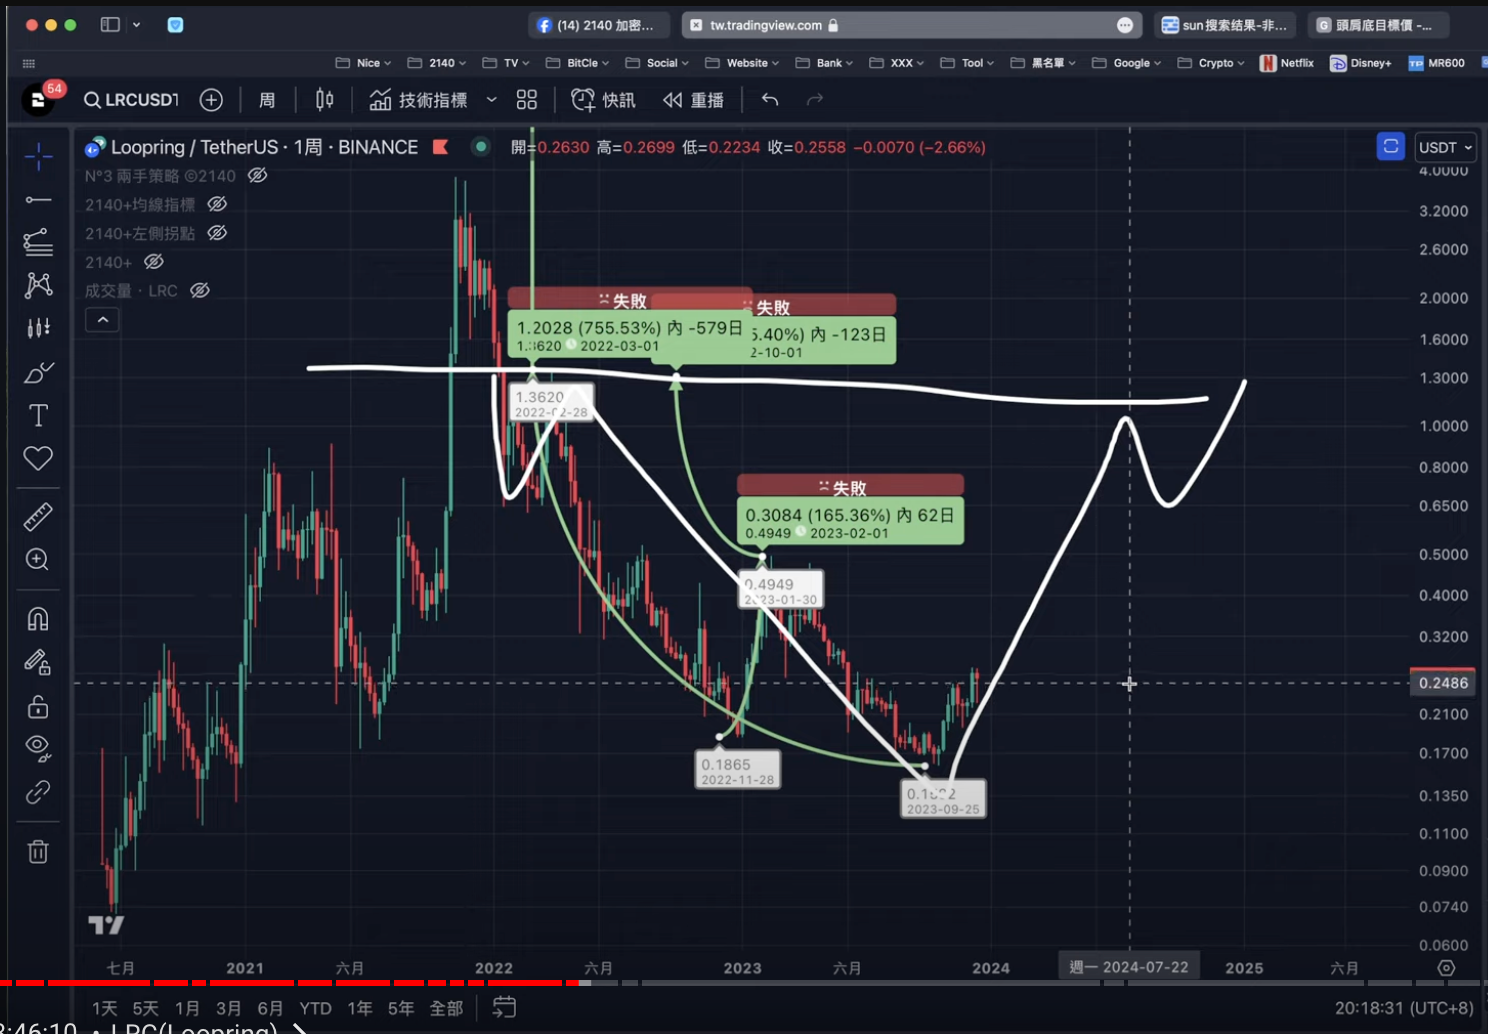 (14) 2140 加密...
tw.tradingview.com
sun搜索结果-非...
G 頭肩底目標價 -...
Nice
2140
TV
BitCle
Social
Website
Bank
XXX
Tool
黑名單
Google
Crypto
Netflix
Disney+
TP MR600
54
LRCUSDT
周
技術指標
快訊
重播
Loopring / TetherUS · 1周 · BINANCE
開=0.2630 高=0.2699 低=0.2234 收=0.2558 −0.0070 (−2.66%)
USDT
N°3 兩手策略 ©2140
2140+均線指標
2140+左側拐點
2140+
成交量 · LRC
4.0000
3.2000
2.6000
2.0000
1.6000
1.3000
1.0000
0.8000
0.6500
0.5000
0.4000
0.3200
0.2486
0.2100
0.1700
0.1350
0.1100
0.0900
0.0740
0.0600
失敗
1.2028 (755.53%) 內 -579日
1.3620 2022-03-01
失敗
5.40%) 內 -123日
2-10-01
1.3620
2022-02-28
失敗
0.3084 (165.36%) 內 62日
0.4949 2023-02-01
0.4949
2023-01-30
0.1865
2022-11-28
2023-09-25
七月
2021
六月
2022
六月
2023
六月
2024
週一 2024-07-22
2025
六月
1天 5天 1月 3月 6月 YTD 1年 5年 全部
20:18:31 (UTC+8)
:46:10 · LRC(Loopring)